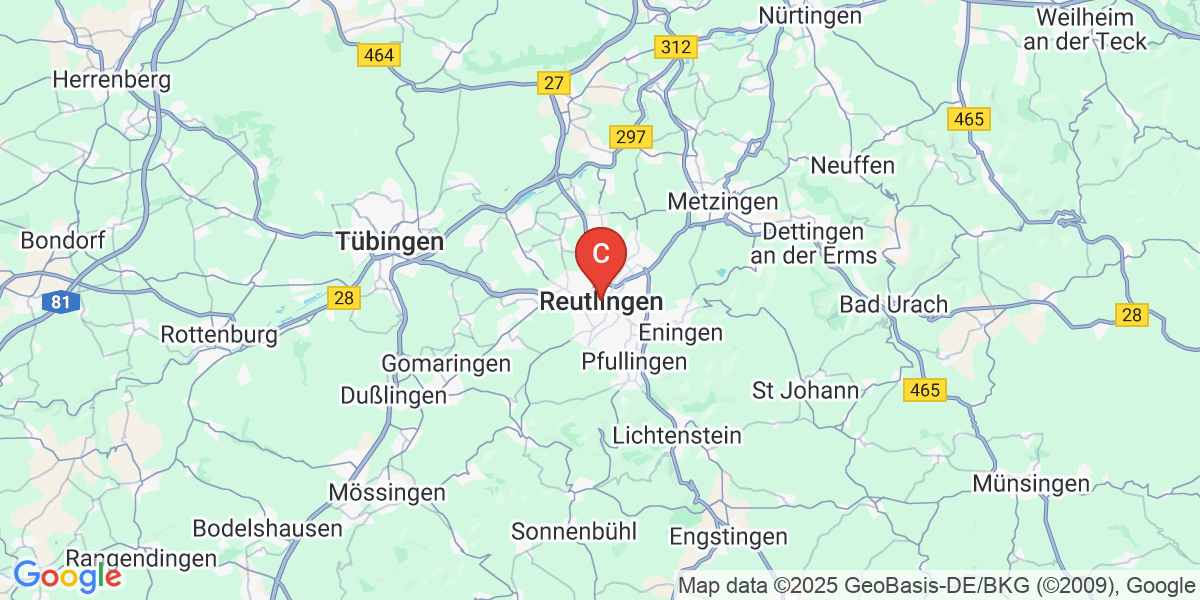 Nürtingen
Weilheim
an der Teck
312
464
Herrenberg
27
465
297
Neuffen
Metzingen
Bondorf
Tübingen
Dettingen
an der Erms
C
81
28
Reutlingen
Bad Urach
28
Rottenburg
Eningen
Gomaringen
Pfullingen
Dußlingen
St Johann
465
Lichtenstein
Mössingen
Münsingen
Bodelshausen
Sonnenbühl
Engstingen
Rangendingen
Google
Map data ©2025 GeoBasis-DE/BKG (©2009), Google